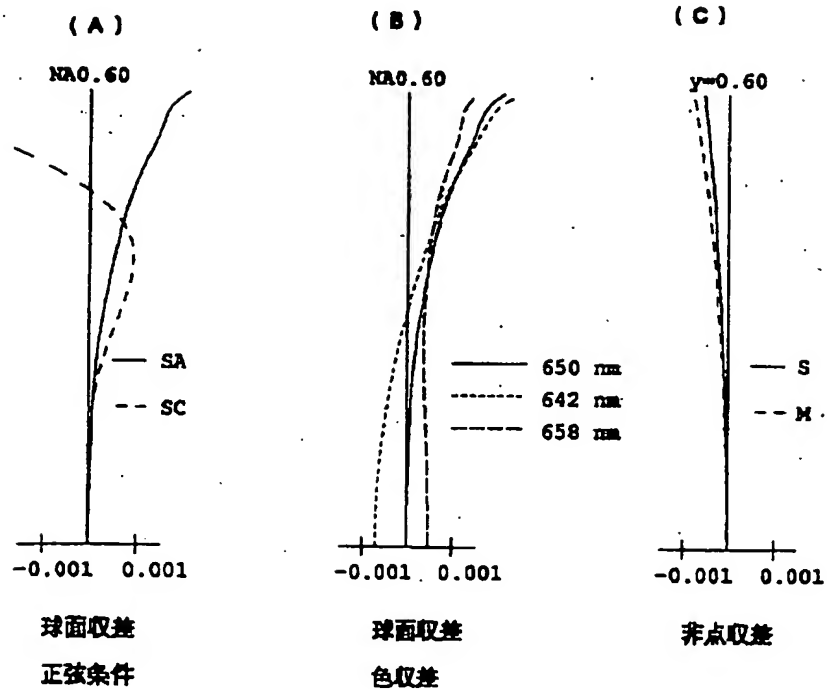 (A)
NA0.60
SA
SC
-0.001
0.001
球面収差
正弦条件
(B)
NA0.60
650 nm
642 nm
658 nm
-0.001
0.001
球面収差
色収差
(C)
y=0.60
S
M
-0.001
0.001
非点収差